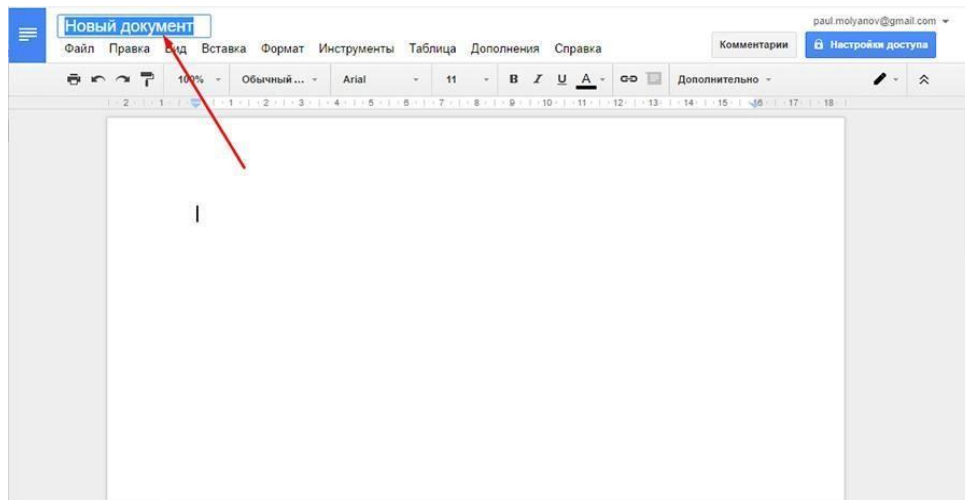 Новый документ
paul.molyanov@gmail.com
Файл Правка Вид Вставка Формат Инструменты Таблица Дополнения Справка
Комментарии Настройки доступа
100% Обычный ... Arial 11 B I U A Дополнительно
2 1 1 2 3 4 5 6 7 8 9 10 11 12 13 14 15 16 17 18